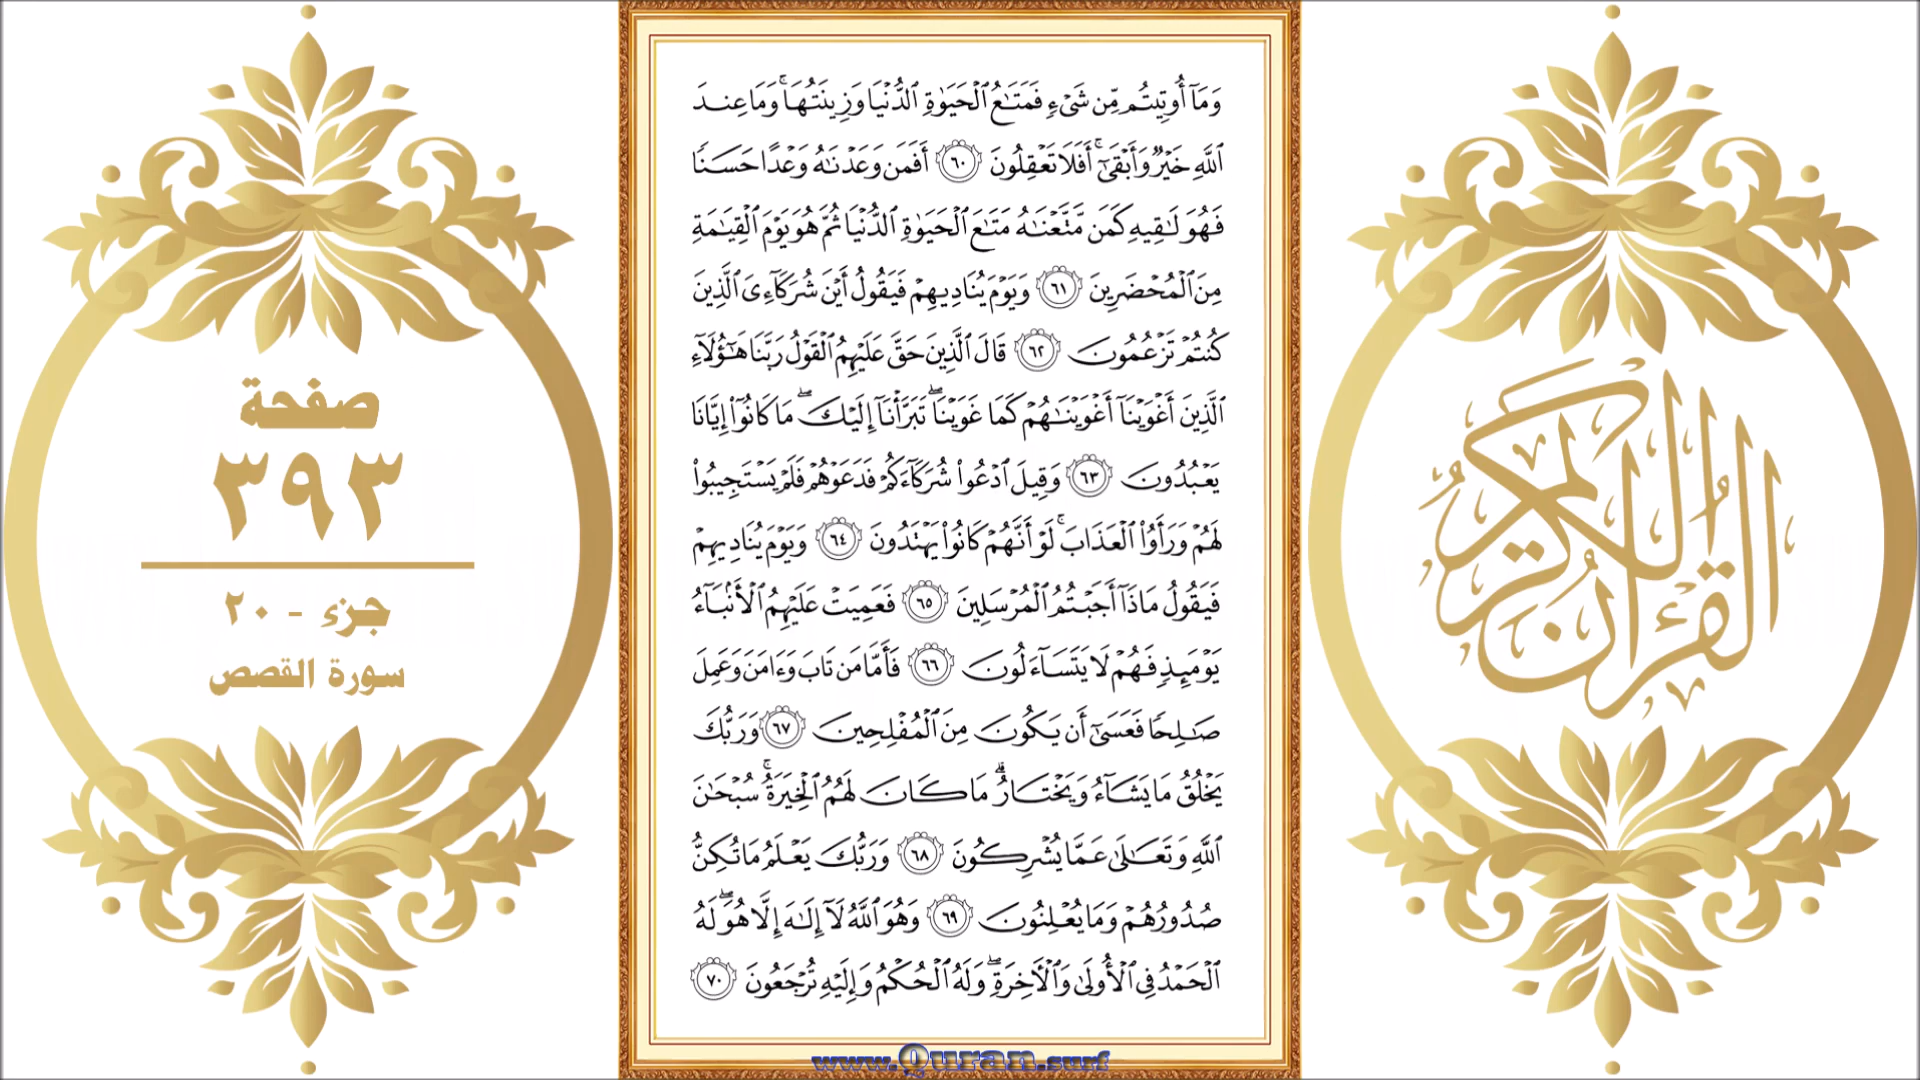 صفحة
٣٩٣
جزء - ٢٠
سورة القصص
وَمَآ أُوتِيتُم مِّن شَىْءٍ فَمَتَـٰعُ ٱلْحَيَوٰةِ ٱلدُّنْيَا وَزِينَتُهَا ۚ وَمَا عِندَ
ٱللَّهِ خَيْرٌ وَأَبْقَىٰٓ ۚ أَفَلَا تَعْقِلُونَ ٦٠ أَفَمَن وَعَدْنَـٰهُ وَعْدًا حَسَنًا
فَهُوَ لَـٰقِيهِ كَمَن مَّتَّعْنَـٰهُ مَتَـٰعَ ٱلْحَيَوٰةِ ٱلدُّنْيَا ثُمَّ هُوَ يَوْمَ ٱلْقِيَـٰمَةِ
مِنَ ٱلْمُحْضَرِينَ ٦١ وَيَوْمَ يُنَادِيهِمْ فَيَقُولُ أَيْنَ شُرَكَآءِىَ ٱلَّذِينَ
كُنتُمْ تَزْعُمُونَ ٦٢ قَالَ ٱلَّذِينَ حَقَّ عَلَيْهِمُ ٱلْقَوْلُ رَبَّنَا هَـٰٓؤُلَآءِ
ٱلَّذِينَ أَغْوَيْنَآ أَغْوَيْنَـٰهُمْ كَمَا غَوَيْنَا ۖ تَبَرَّأْنَآ إِلَيْكَ ۖ مَا كَانُوٓا۟ إِيَّانَا
يَعْبُدُونَ ٦٣ وَقِيلَ ٱدْعُوا۟ شُرَكَآءَكُمْ فَدَعَوْهُمْ فَلَمْ يَسْتَجِيبُوا۟
لَهُمْ وَرَأَوُا۟ ٱلْعَذَابَ ۚ لَوْ أَنَّهُمْ كَانُوا۟ يَهْتَدُونَ ٦٤ وَيَوْمَ يُنَادِيهِمْ
فَيَقُولُ مَاذَآ أَجَبْتُمُ ٱلْمُرْسَلِينَ ٦٥ فَعَمِيَتْ عَلَيْهِمُ ٱلْأَنۢبَآءُ
يَوْمَئِذٍ فَهُمْ لَا يَتَسَآءَلُونَ ٦٦ فَأَمَّا مَن تَابَ وَءَامَنَ وَعَمِلَ
صَـٰلِحًا فَعَسَىٰٓ أَن يَكُونَ مِنَ ٱلْمُفْلِحِينَ ٦٧ وَرَبُّكَ
يَخْلُقُ مَا يَشَآءُ وَيَخْتَارُ ۗ مَا كَانَ لَهُمُ ٱلْخِيَرَةُ ۚ سُبْحَـٰنَ
ٱللَّهِ وَتَعَـٰلَىٰ عَمَّا يُشْرِكُونَ ٦٨ وَرَبُّكَ يَعْلَمُ مَا تُكِنُّ
صُدُورُهُمْ وَمَا يُعْلِنُونَ ٦٩ وَهُوَ ٱللَّهُ لَآ إِلَـٰهَ إِلَّا هُوَ ۖ لَهُ
ٱلْحَمْدُ فِى ٱلْأُولَىٰ وَٱلْـَٔاخِرَةِ ۖ وَلَهُ ٱلْحُكْمُ وَإِلَيْهِ تُرْجَعُونَ ٧٠
القرآن الكريم
www.Quran.surf